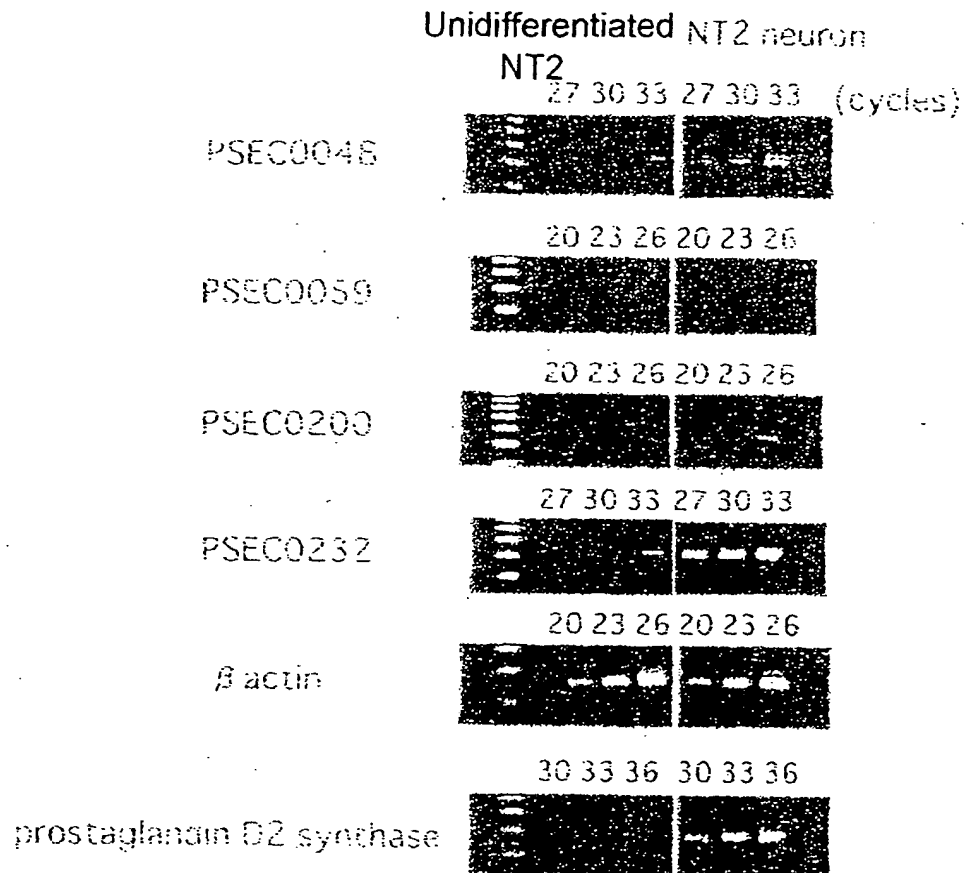 Unidifferentiated NT2 neuron
NT2
27 30 33 27 30 33 (cycles)
PSEC0048
20 23 26 20 23 26
PSEC0059
20 23 26 20 23 26
PSEC0200
27 30 33 27 30 33
PSEC0232
20 23 26 20 23 26
β actin
30 33 36 30 33 36
prostaglandin D2 synthase